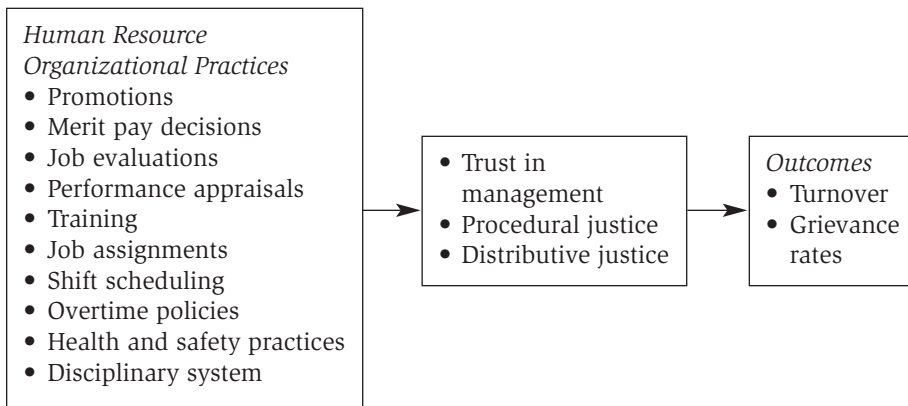 Human Resource
Organizational Practices
• Promotions
• Merit pay decisions
• Job evaluations
• Performance appraisals
• Training
• Job assignments
• Shift scheduling
• Overtime policies
• Health and safety practices
• Disciplinary system
• Trust in
management
• Procedural justice
• Distributive justice
Outcomes
• Turnover
• Grievance
rates